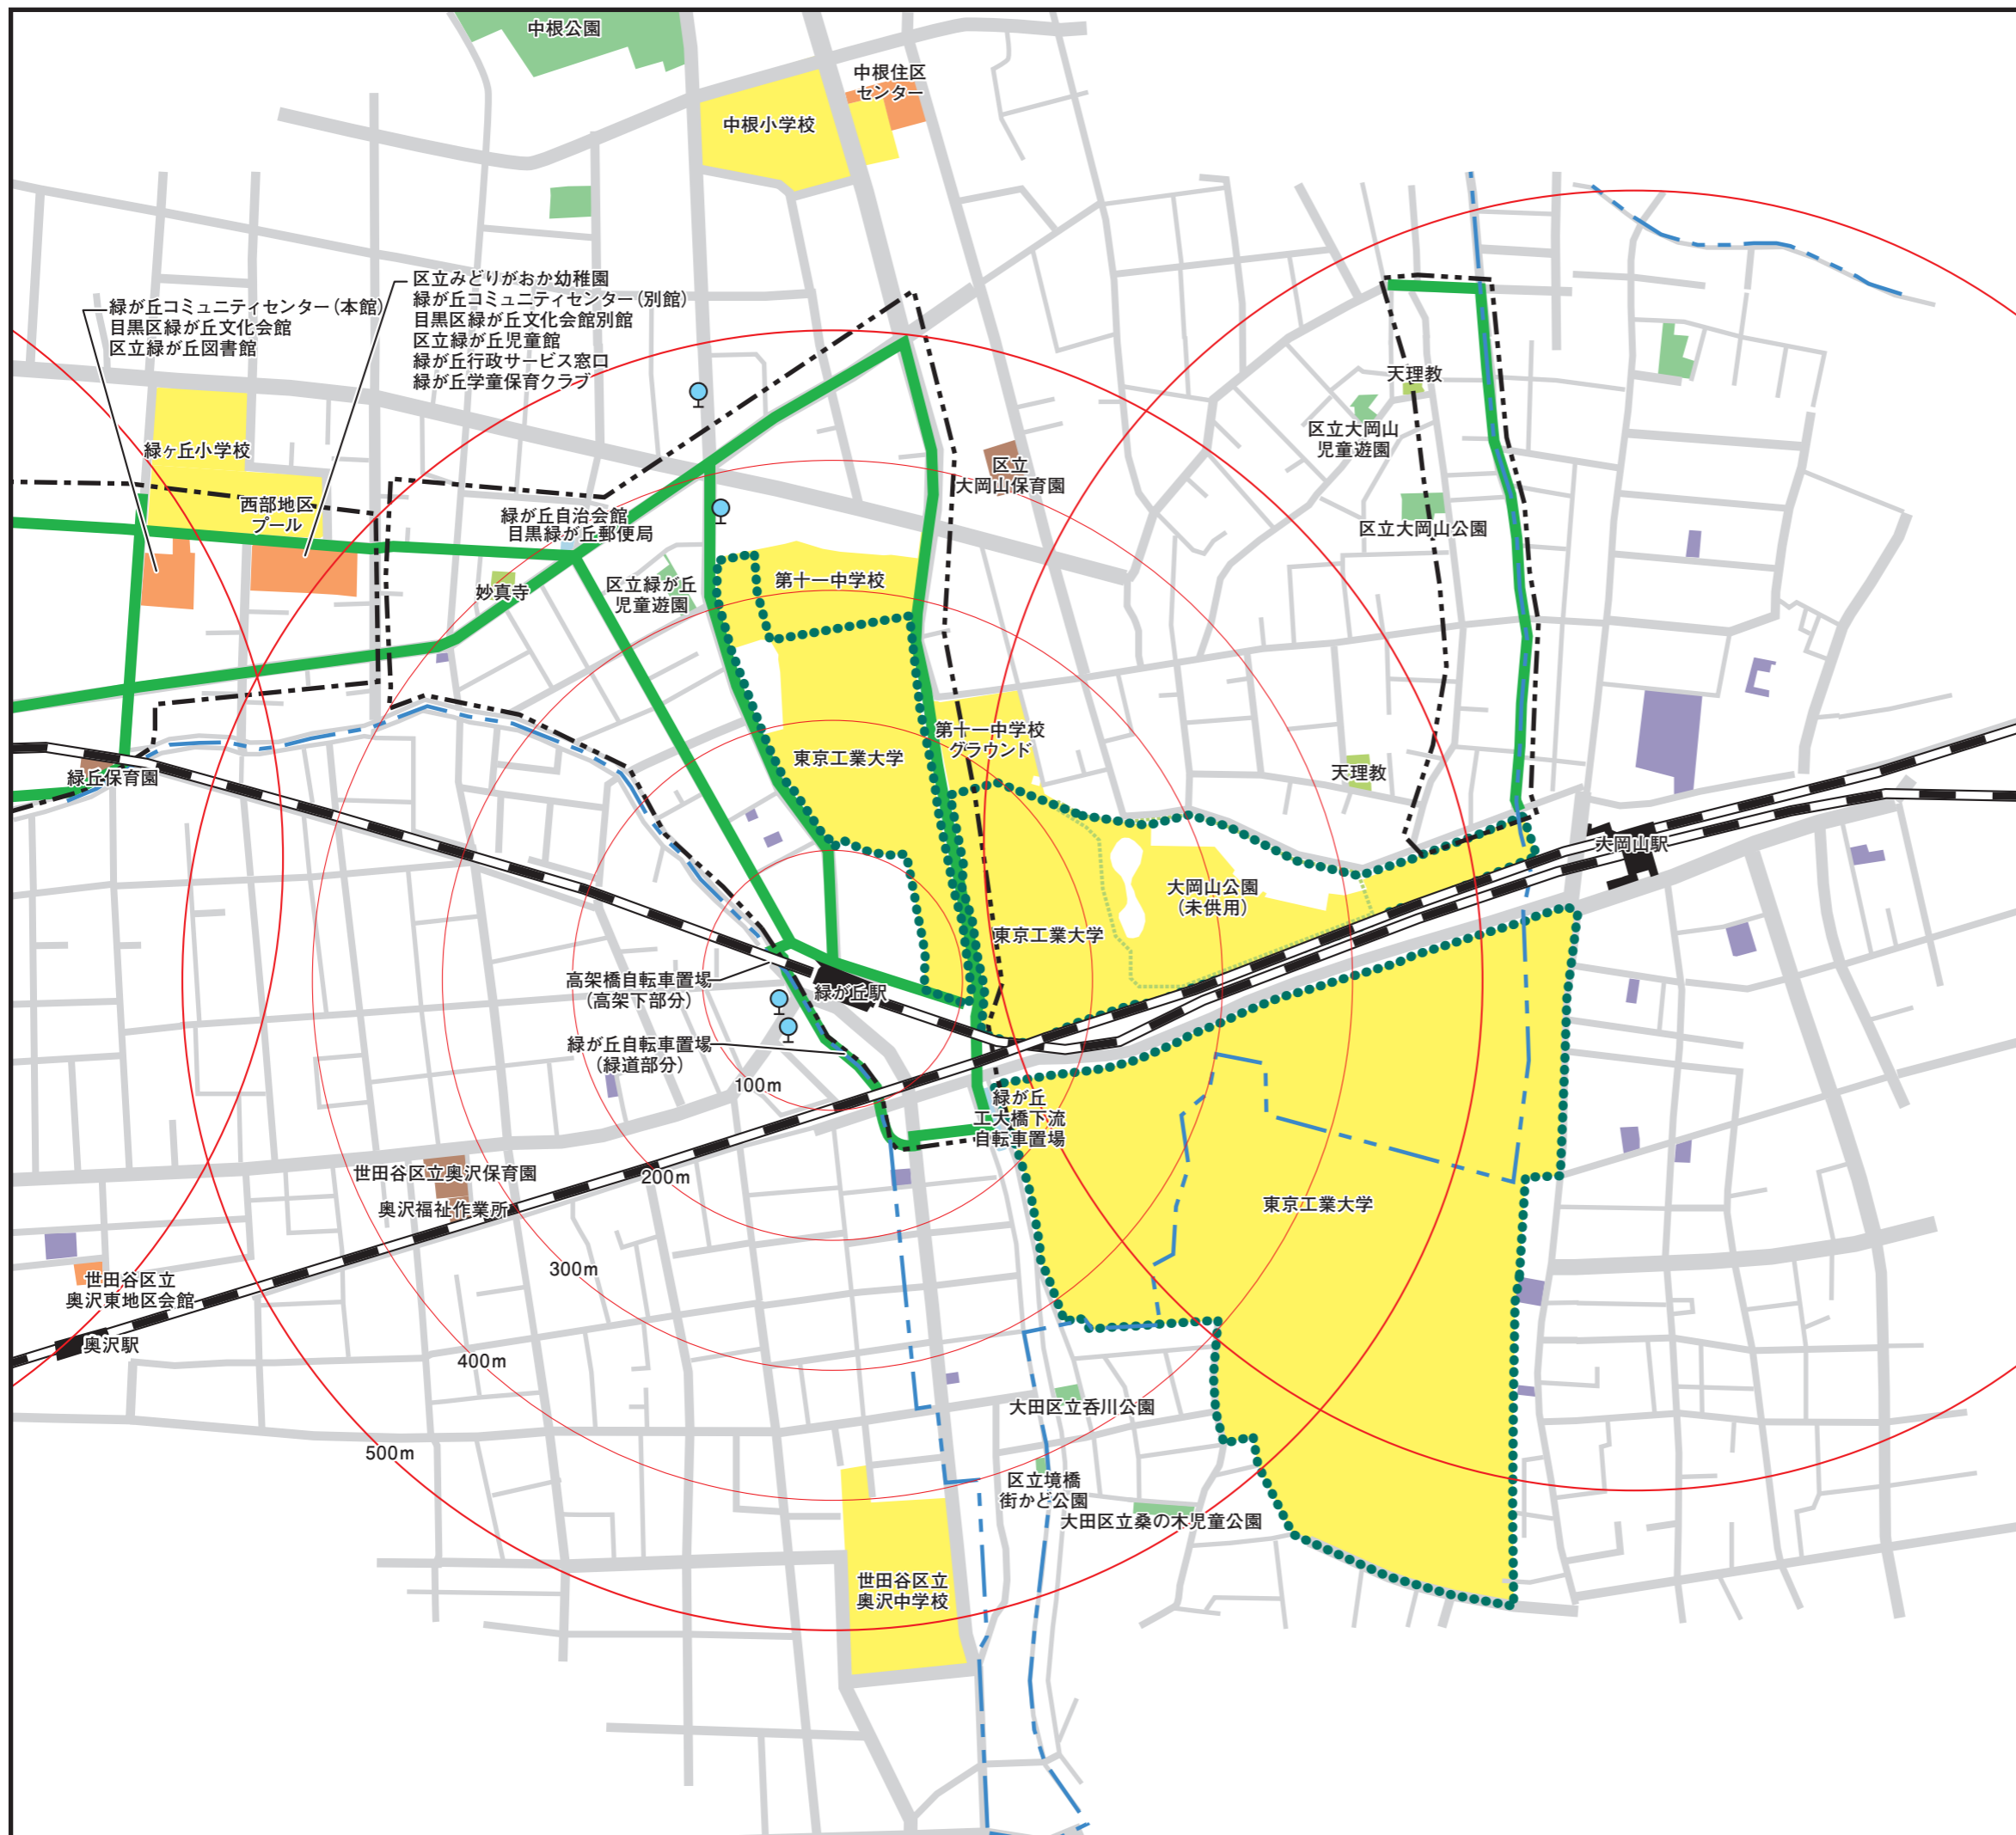 中根公園
中根住区
センター
中根小学校
区立みどりがおか幼稚園
緑が丘コミュニティセンター(別館)
目黒区緑が丘文化会館別館
区立緑が丘児童館
緑が丘行政サービス窓口
緑が丘学童保育クラブ
緑が丘コミュニティセンター(本館)
目黒区緑が丘文化会館
区立緑が丘図書館
天理教
区立大岡山
児童遊園
緑ヶ丘小学校
区立
大岡山保育園
西部地区
プール
緑が丘自治会館
目黒緑が丘郵便局
区立大岡山公園
妙真寺
区立緑が丘
児童遊園
第十一中学校
第十一中学校
グラウンド
東京工業大学
天理教
緑丘保育園
大岡山駅
大岡山公園
(未供用)
東京工業大学
高架橋自転車置場
(高架下部分)
緑が丘駅
緑が丘自転車置場
(緑道部分)
100m
緑が丘
工大橋下流
自転車置場
世田谷区立奥沢保育園
200m
奥沢福祉作業所
東京工業大学
300m
世田谷区立
奥沢東地区会館
奥沢駅
400m
大田区立呑川公園
500m
区立境橋
街かど公園
大田区立桑の木児童公園
世田谷区立
奥沢中学校